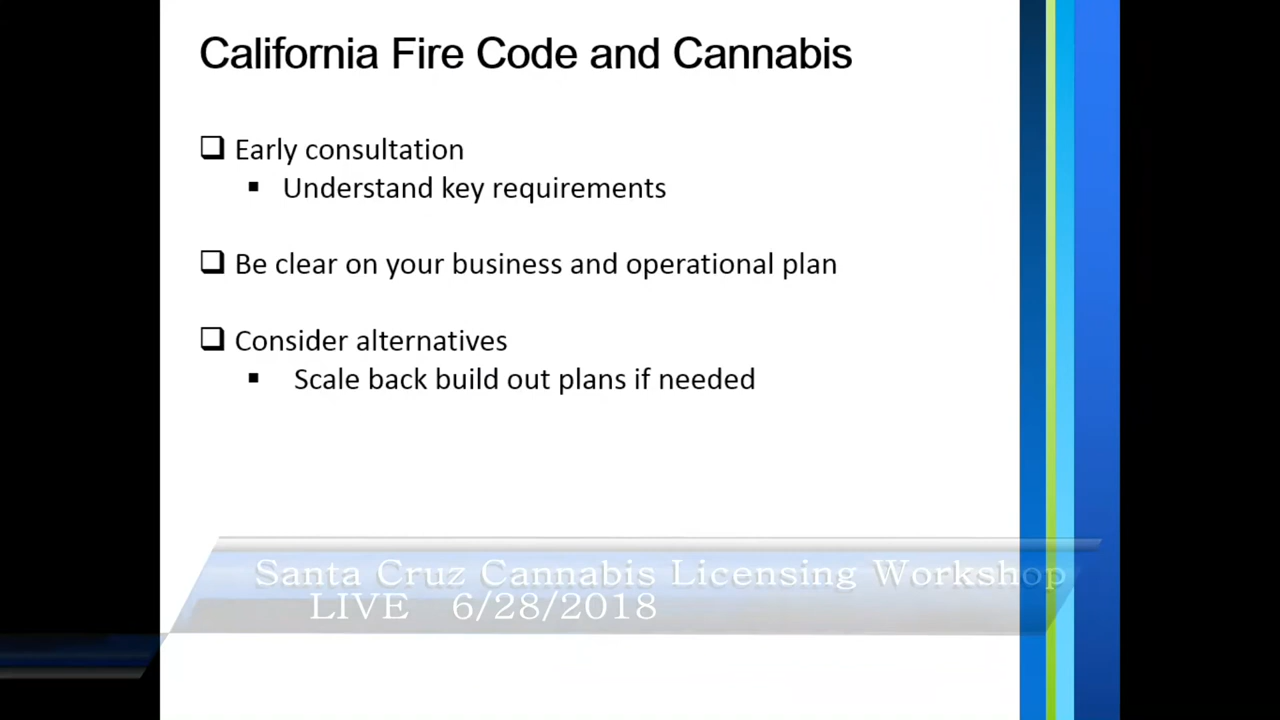 California Fire Code and Cannabis
❑ Early consultation
▪ Understand key requirements
❑ Be clear on your business and operational plan
❑ Consider alternatives
▪ Scale back build out plans if needed
Santa Cruz Cannabis Licensing Workshop
LIVE 6/28/2018